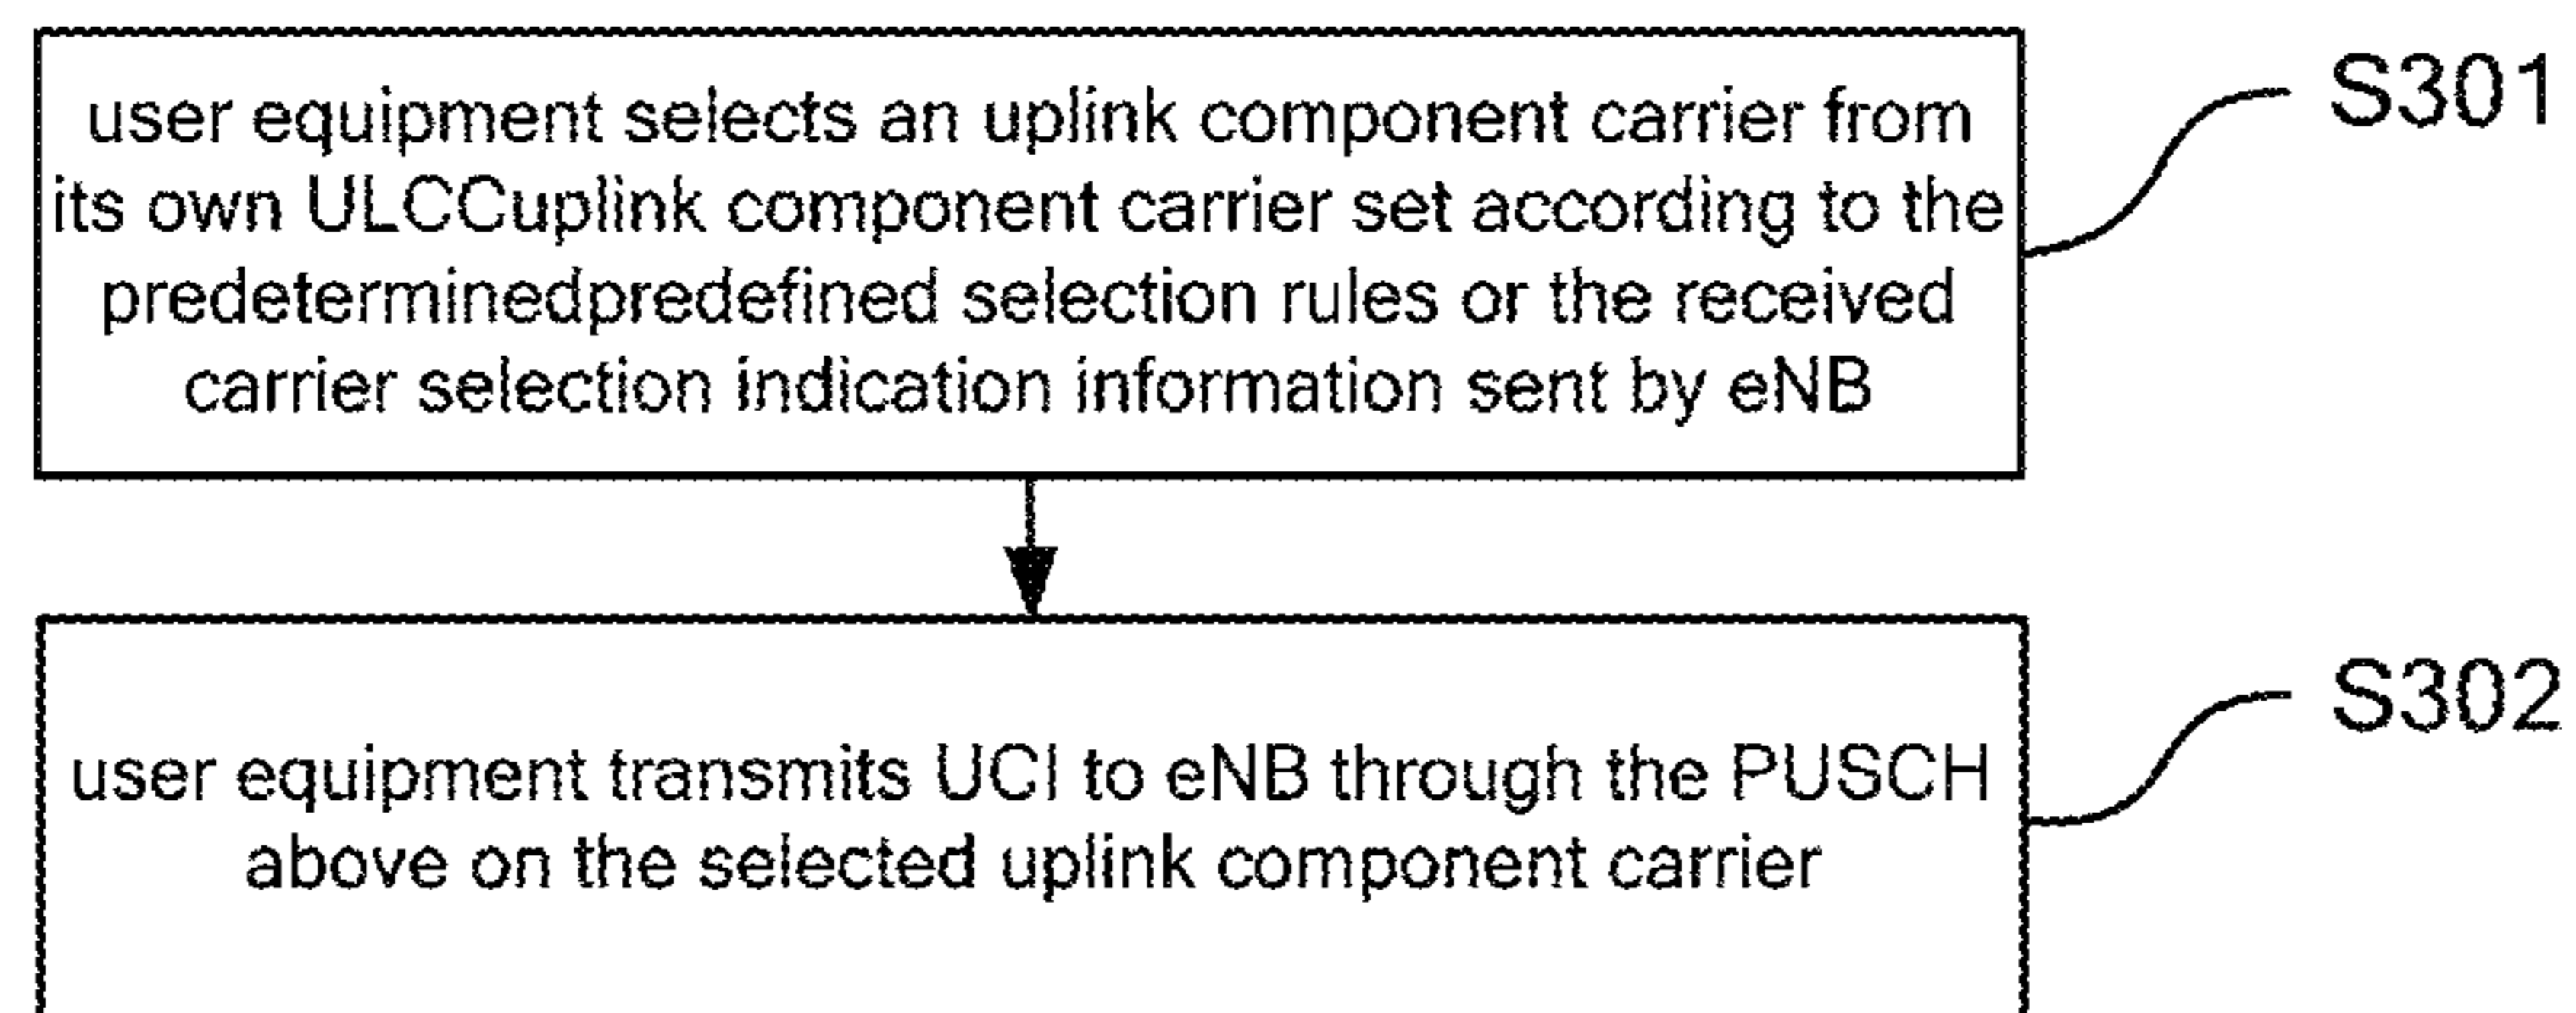 user equipment selects an uplink component carrier from
its own ULCCuplink component carrier set according to the
predeterminedpredefined selection rules or the received
carrier selection indication information sent by eNB
S301
user equipment transmits UCI to eNB through the PUSCH
above on the selected uplink component carrier
S302